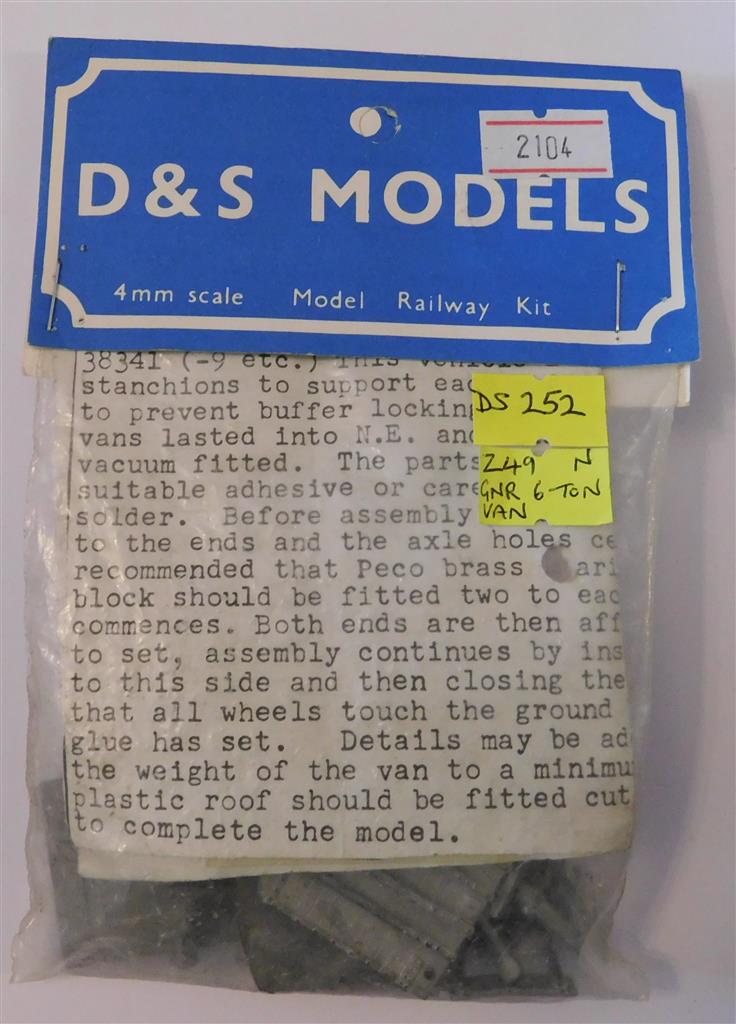 2104
D&S MODELS
4mm scale Model Railway Kit
38341 (-9 etc.) This vehicle
stanchions to support eac
to prevent buffer locking
DS 252
vans lasted into N.E. and
vacuum fitted. The parts
Z49 N
suitable adhesive or care
GNR 6-TON
solder. Before assembly
VAN
to the ends and the axle holes ce
recommended that Peco brass ari
block should be fitted two to eac
commences. Both ends are then aff
to set, assembly continues by ins
to this side and then closing the
that all wheels touch the ground
glue has set. Details may be ad
the weight of the van to a minimu
plastic roof should be fitted cut
to complete the model.